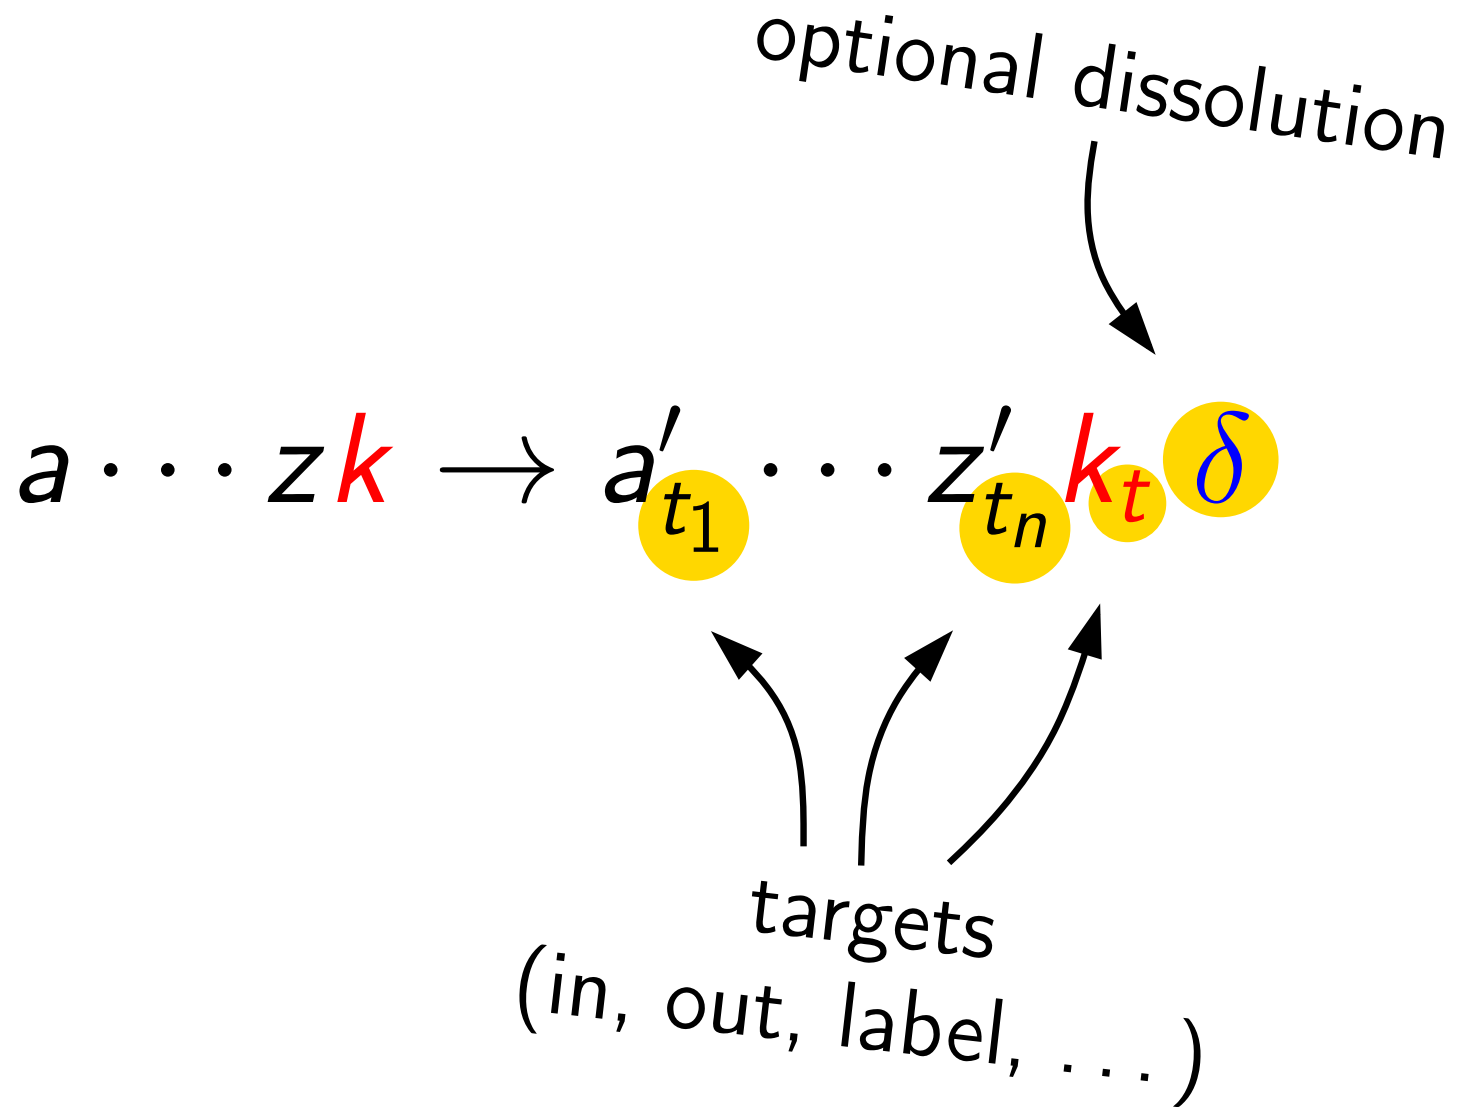 optional dissolution
a · · · z k → a′t₁ · · · z′tₙ kₜ δ
targets
(in, out, label, . . . )